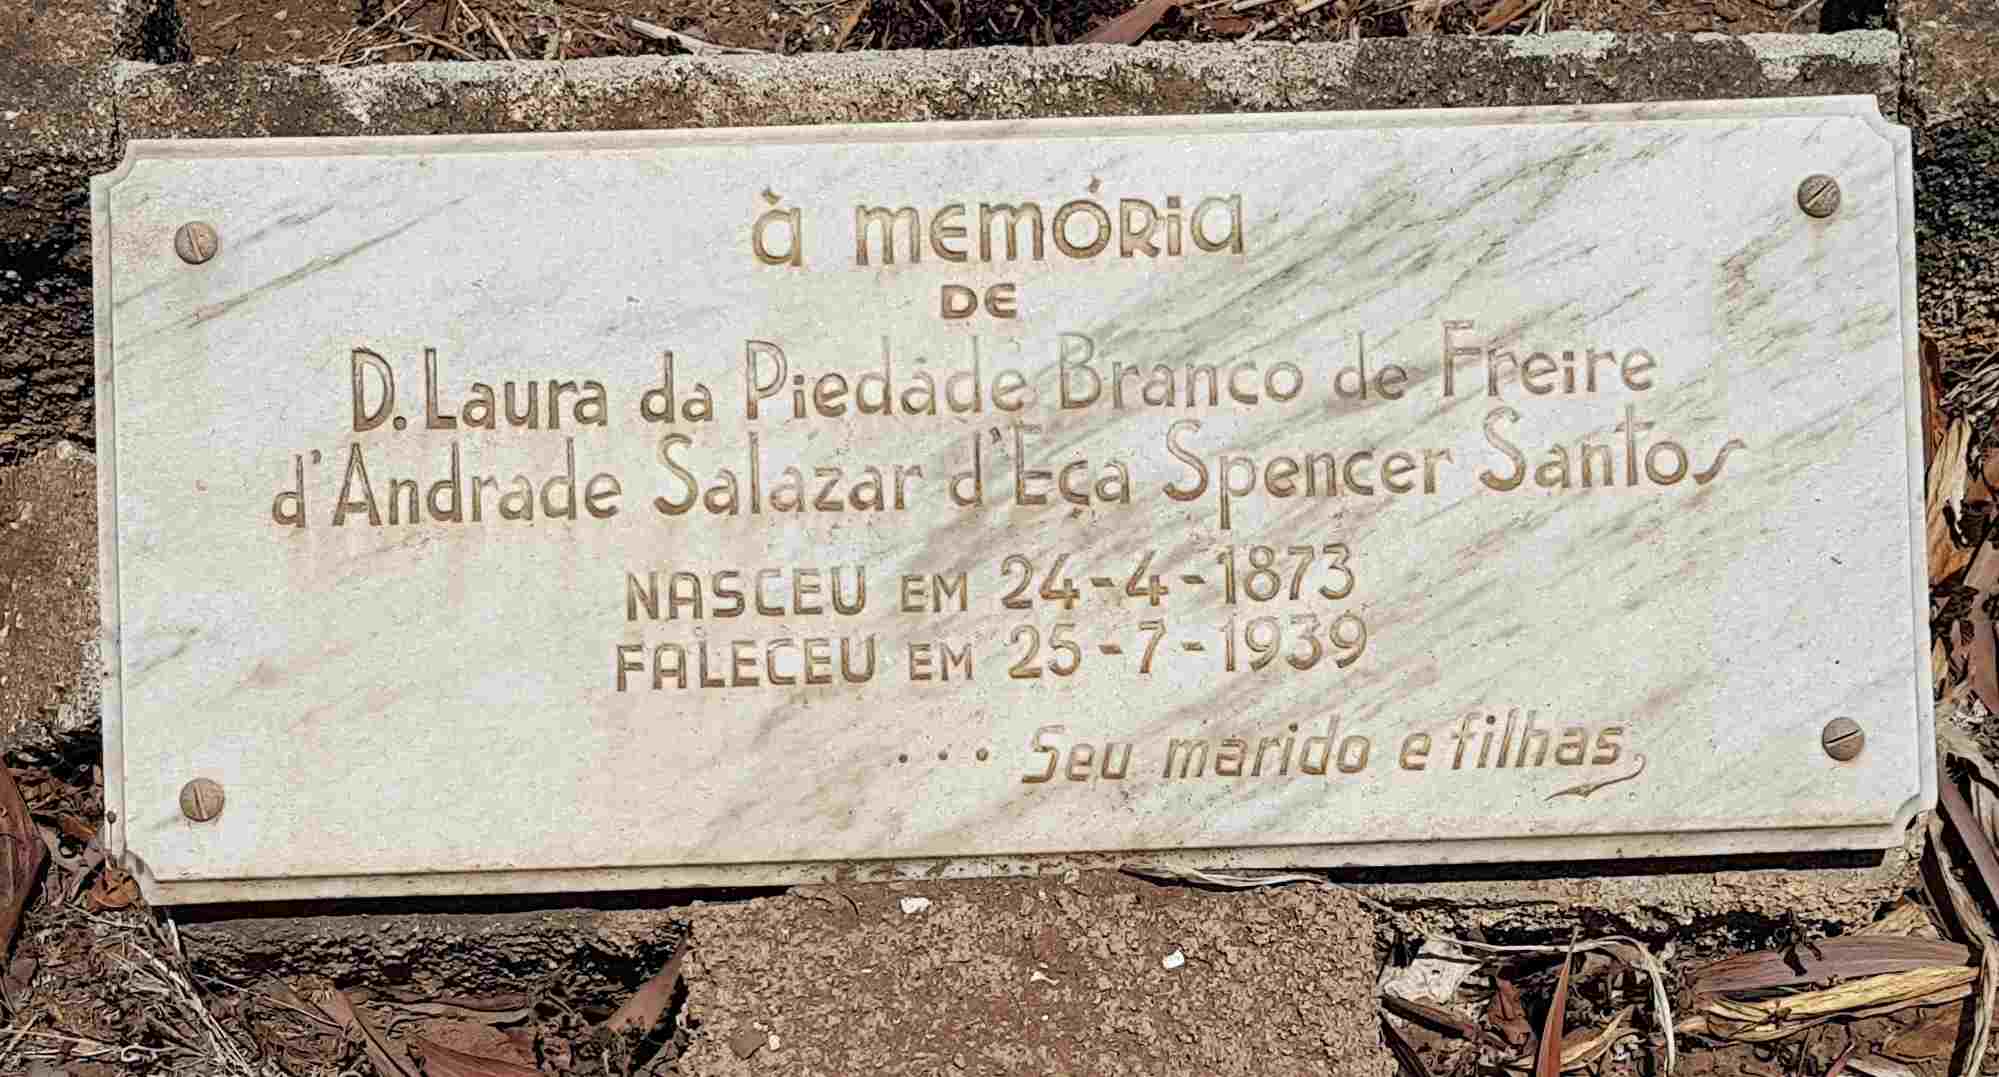 À MEMÓRIA
DE
D. Laura da Piedade Branco de Freire
d'Andrade Salazar d'Eça Spencer Santos
NASCEU EM 24-4-1873
FALECEU EM 25-7-1939
... Seu marido e filhas